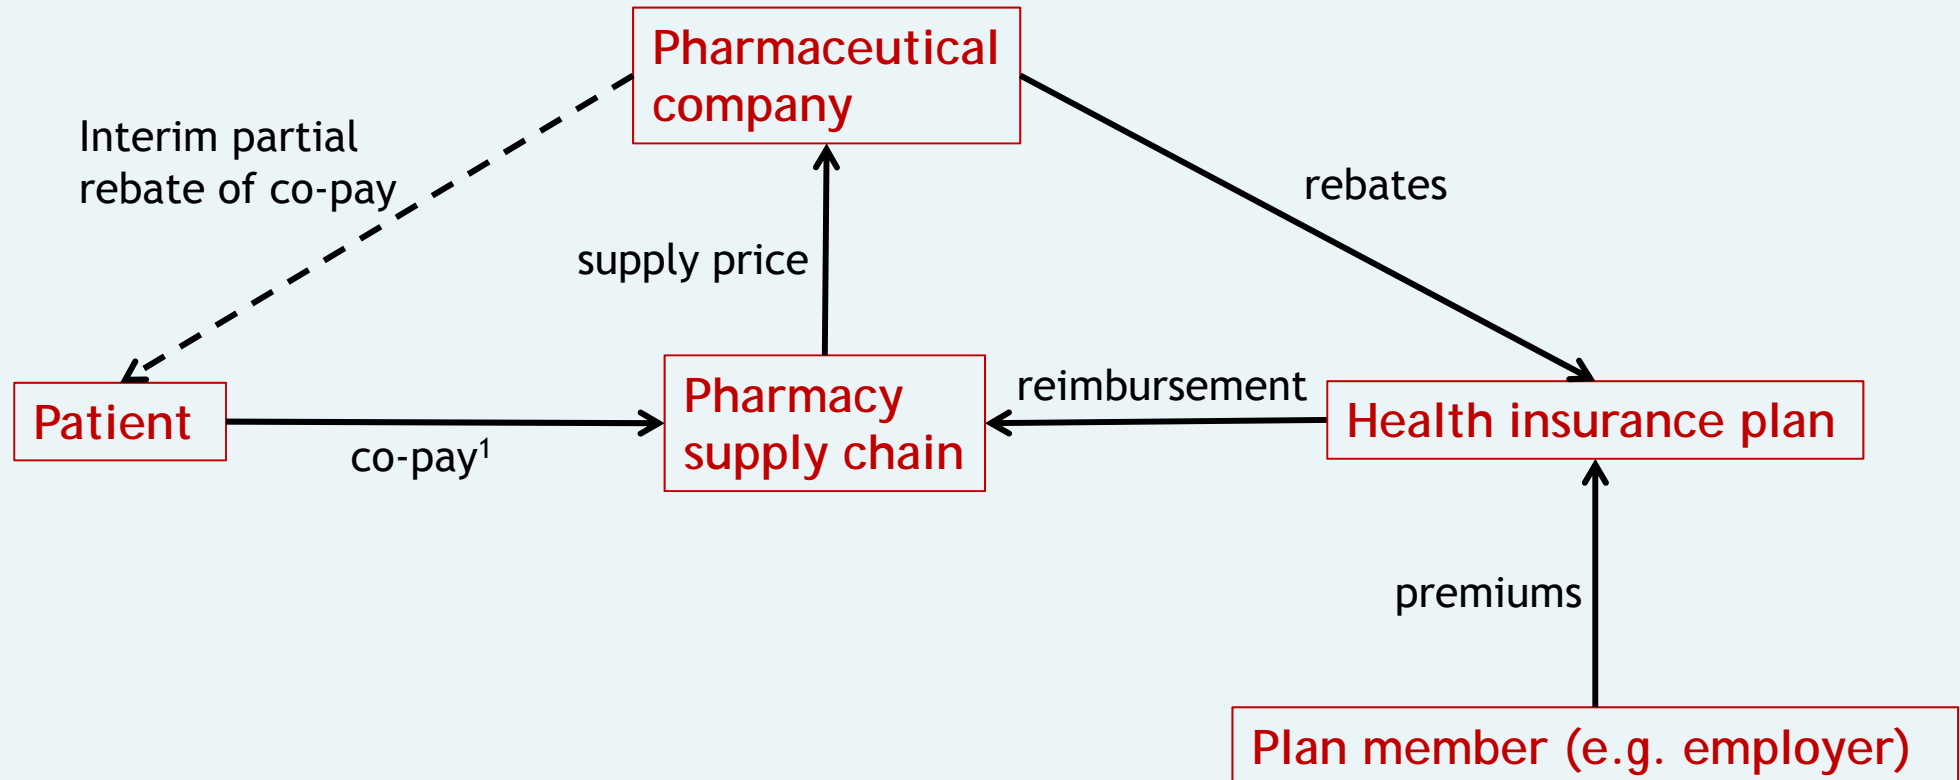 Pharmaceutical
company
Interim partial
rebate of co-pay
rebates
supply price
Patient
co-pay¹
Pharmacy
supply chain
reimbursement
Health insurance plan
premiums
Plan member (e.g. employer)